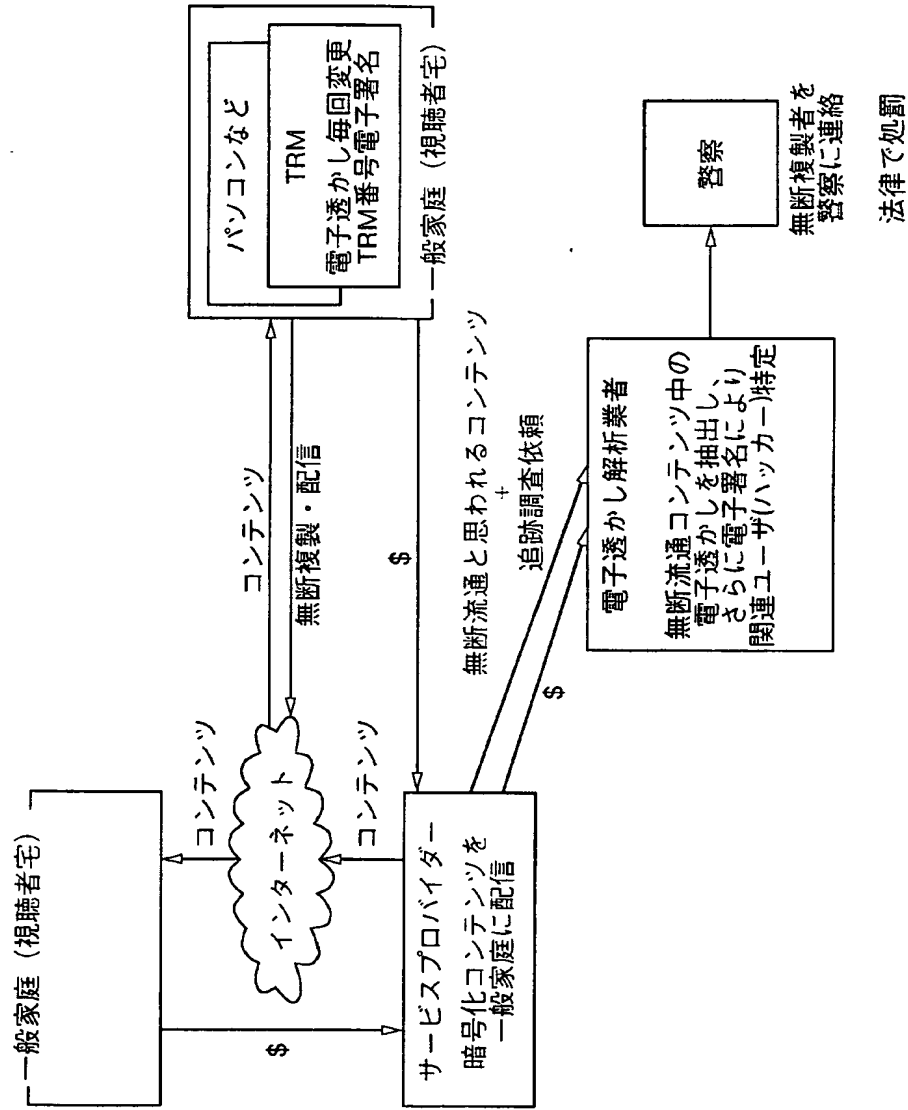 一般家庭（視聴者宅）
$
コンテンツ
インターネット
コンテンツ
サービスプロバイダー
暗号化コンテンツを
一般家庭に配信
コンテンツ
無断複製・配信
$
パソコンなど
TRM
電子透かし毎回変更
TRM番号電子署名
一般家庭（視聴者宅）
無断流通と思われるコンテンツ
+
追跡調査依頼
$
電子透かし解析業者
無断流通コンテンツ中の
電子透かしを抽出し、
さらに電子署名により
関連ユーザ(ハッカー)特定
警察
無断複製者を
警察に連絡
法律で処罰